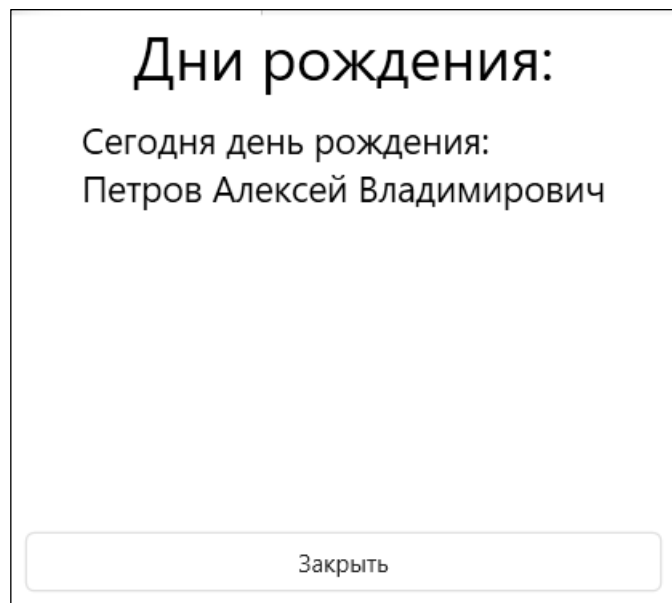 Дни рождения:
Сегодня день рождения:
Петров Алексей Владимирович
Закрыть